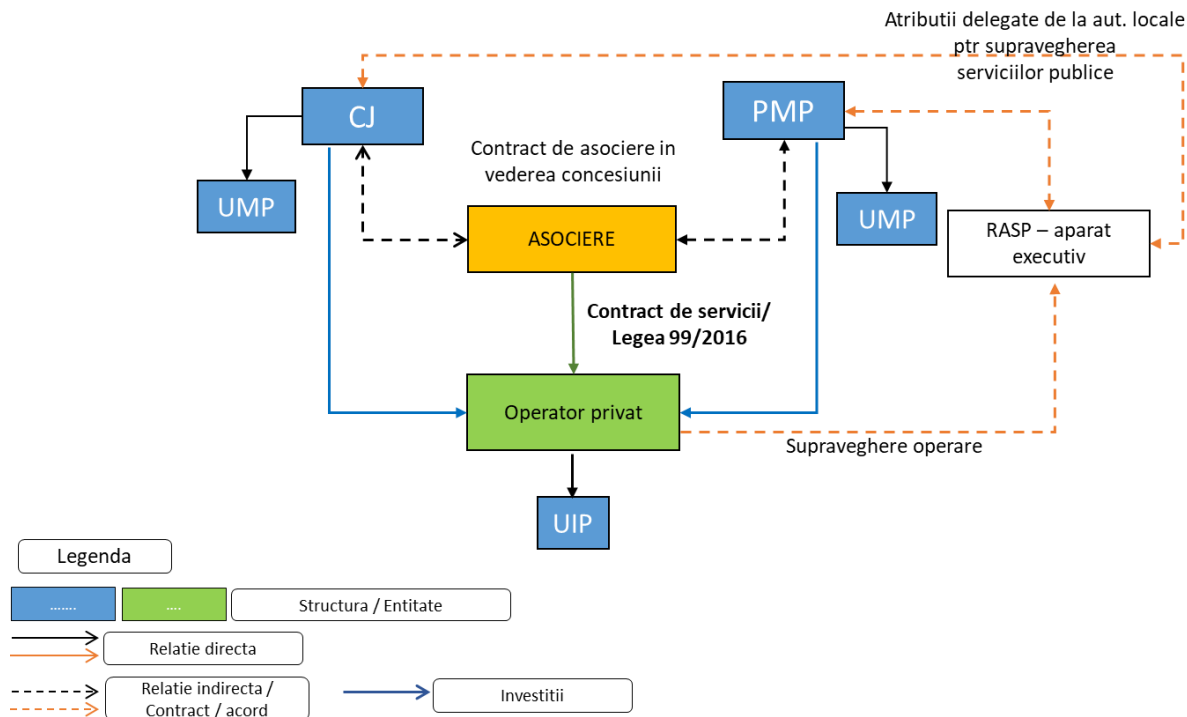 Atributii delegate de la aut. locale
ptr supravegherea
serviciilor publice
CJ
PMP
Contract de asociere in
vederea concesiunii
UMP
UMP
ASOCIERE
RASP – aparat
executiv
Contract de servicii/
Legea 99/2016
Operator privat
Supraveghere operare
UIP
Legenda
.......
....
Structura / Entitate
Relatie directa
Relatie indirecta /
Contract / acord
Investitii